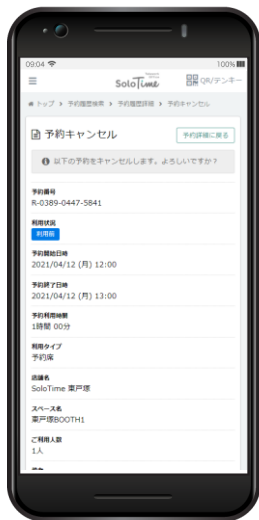 09:04 100%
SoloTime QR/テンキー
トップ > 予約履歴検索 > 予約履歴詳細 > 予約キャンセル
予約キャンセル 予約詳細に戻る
以下の予約をキャンセルします。よろしいですか？
予約番号
R-0389-0447-5841
利用状況
利用前
予約開始日時
2021/04/12 (月) 12:00
予約終了日時
2021/04/12 (月) 13:00
予約利用時間
1時間 00分
利用タイプ
予約席
店舗名
SoloTime 東戸塚
スペース名
東戸塚BOOTH1
ご利用人数
1人